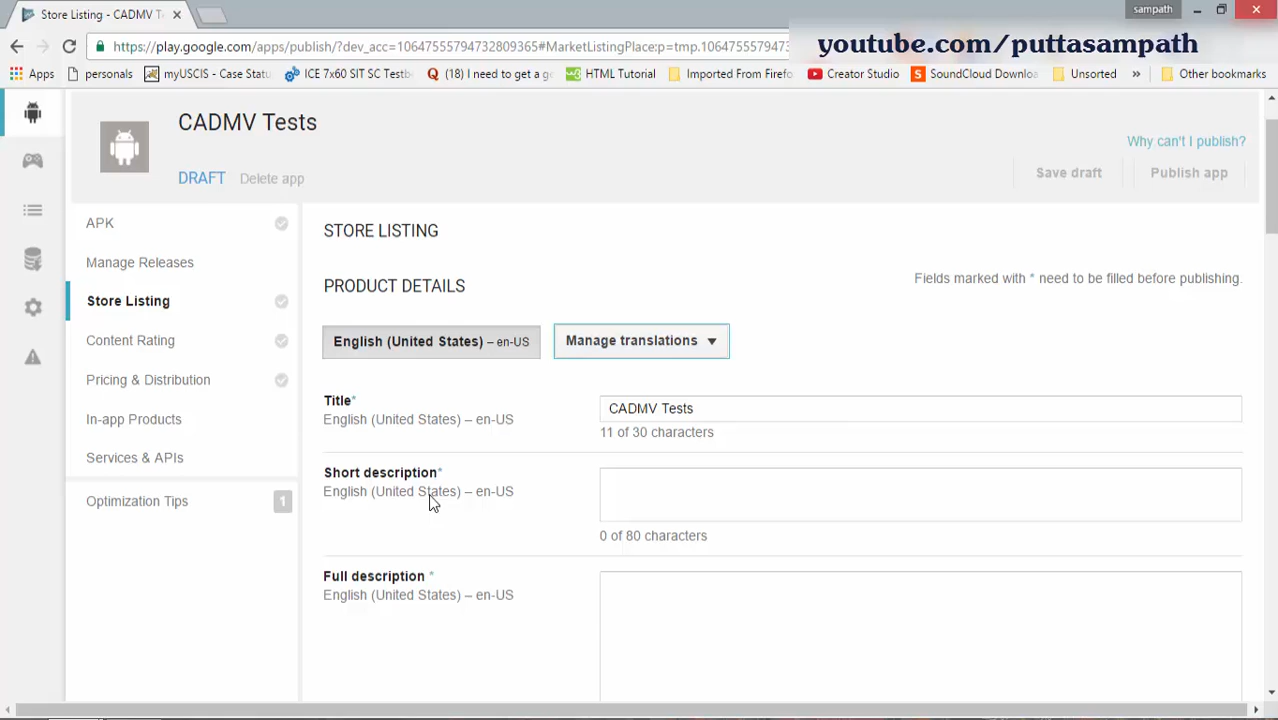 Store Listing - CADMV T
sampath
https://play.google.com/apps/publish/?dev_acc=10647555794732809365#MarketListingPlace:p=tmp.106475557947
youtube.com/puttasampath
Apps
personals
myUSCIS - Case Statu
ICE 7x60 SIT SC Testb
(18) I need to get a g
HTML Tutorial
Imported From Firefo
Creator Studio
SoundCloud Downloa
Unsorted
»
Other bookmarks
CADMV Tests
DRAFT Delete app
Why can't I publish?
Save draft
Publish app
APK
Manage Releases
Store Listing
Content Rating
Pricing & Distribution
In-app Products
Services & APIs
Optimization Tips 1
STORE LISTING
PRODUCT DETAILS
Fields marked with * need to be filled before publishing.
English (United States) – en-US
Manage translations
Title*
English (United States) – en-US
CADMV Tests
11 of 30 characters
Short description*
English (United States) – en-US
0 of 80 characters
Full description *
English (United States) – en-US